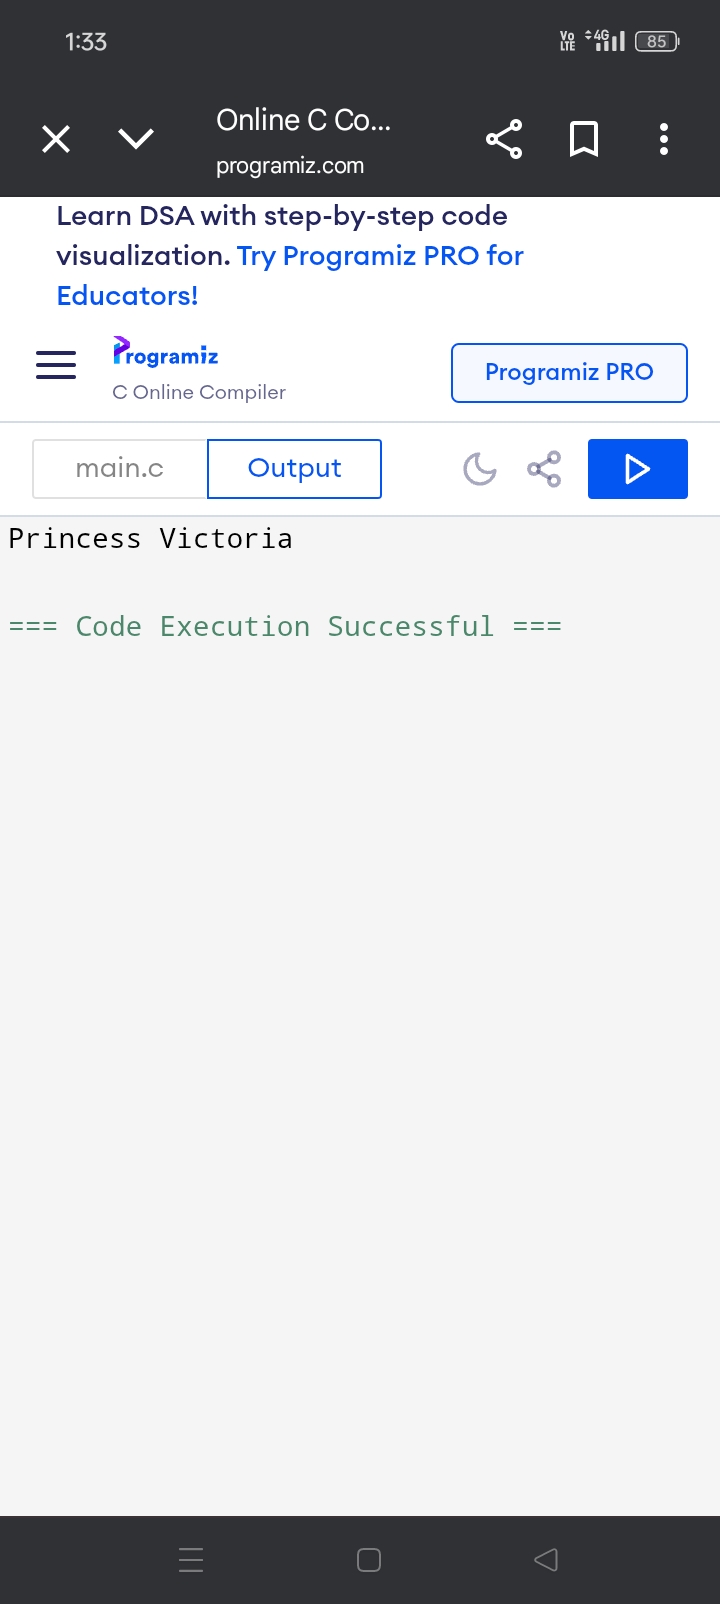 1:33
Vo LTE 4G 85
Online C Co...
programiz.com
Learn DSA with step-by-step code
visualization. Try Programiz PRO for
Educators!
Programiz
C Online Compiler
Programiz PRO
main.c
Output
Princess Victoria
=== Code Execution Successful ===